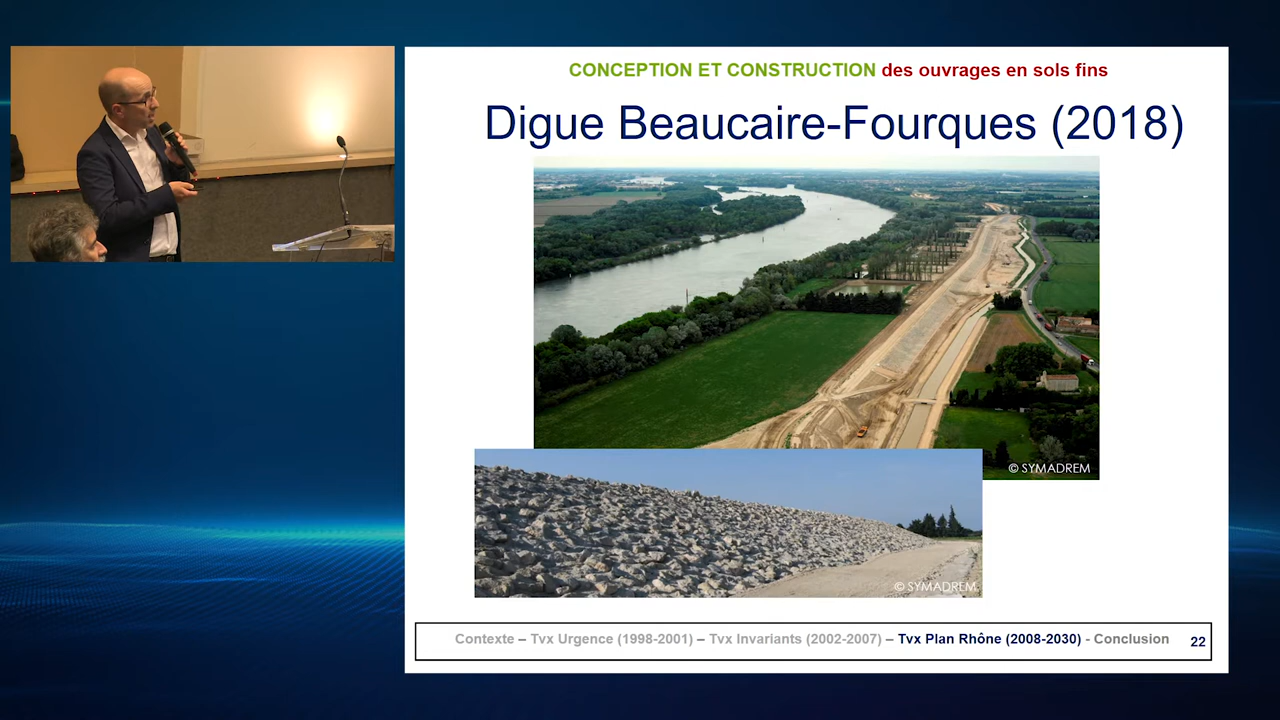 CONCEPTION ET CONSTRUCTION des ouvrages en sols fins
Digue Beaucaire-Fourques (2018)
© SYMADREM
© SYMADREM
Contexte – Tvx Urgence (1998-2001) – Tvx Invariants (2002-2007) – Tvx Plan Rhône (2008-2030) - Conclusion
22